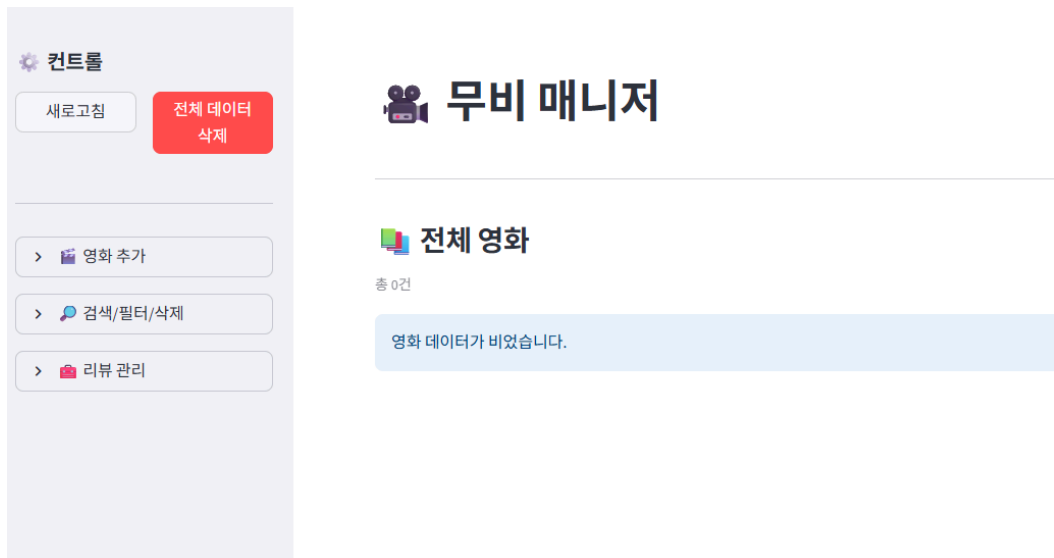 컨트롤
새로고침
전체 데이터
삭제
영화 추가
검색/필터/삭제
리뷰 관리
무비 매니저
전체 영화
총 0건
영화 데이터가 비었습니다.